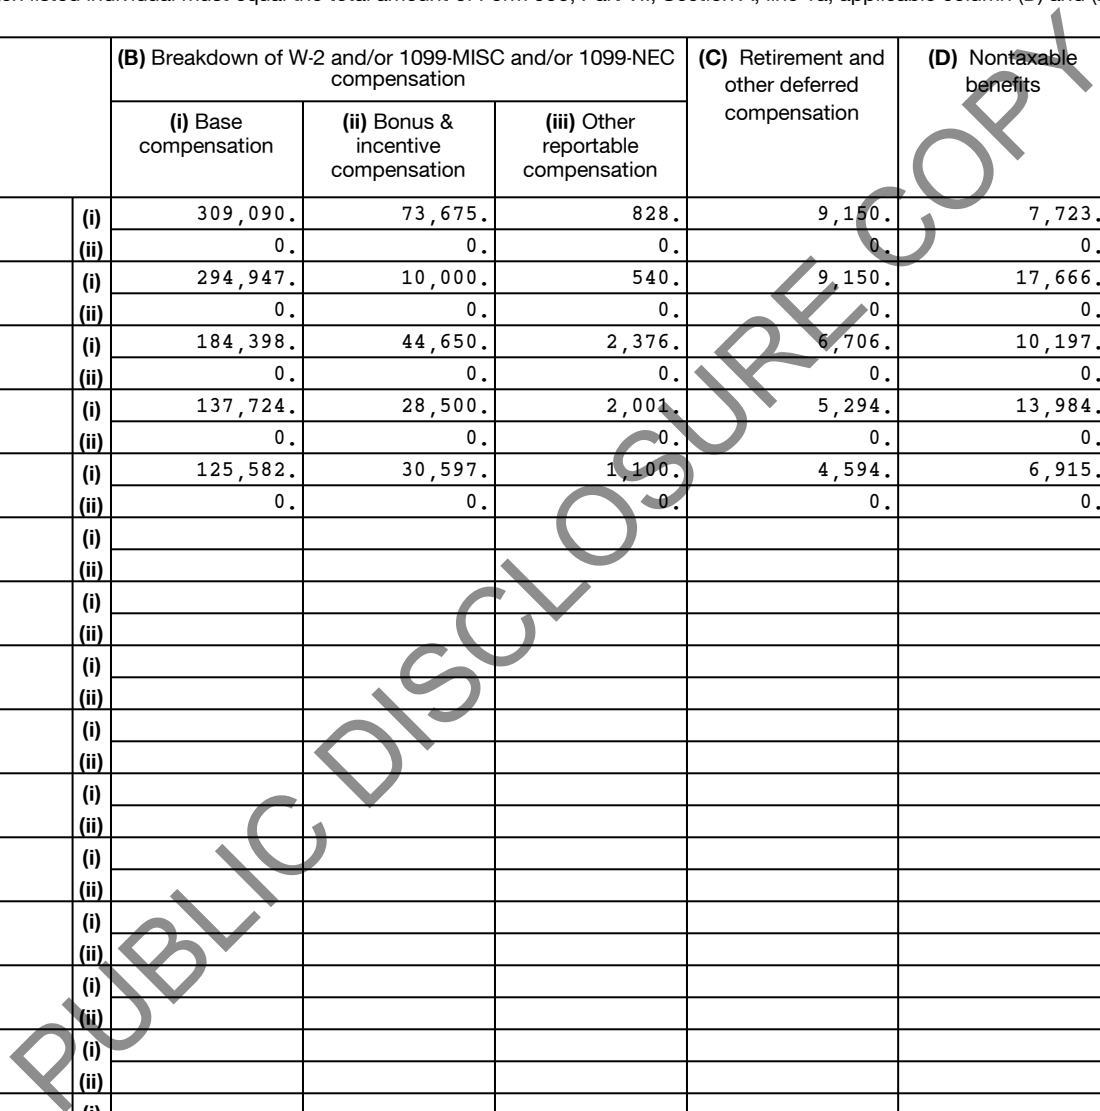 (B) Breakdown of W-2 and/or 1099-MISC and/or 1099-NEC compensation
(C) Retirement and other deferred compensation
(D) Nontaxable benefits
(i) Base compensation
(ii) Bonus & incentive compensation
(iii) Other reportable compensation
(i) 309,090. 73,675. 828. 9,150. 7,723.
(ii) 0. 0. 0. 0. 0.
(i) 294,947. 10,000. 540. 9,150. 17,666.
(ii) 0. 0. 0. 0. 0.
(i) 184,398. 44,650. 2,376. 6,706. 10,197.
(ii) 0. 0. 0. 0. 0.
(i) 137,724. 28,500. 2,001. 5,294. 13,984.
(ii) 0. 0. 0. 0. 0.
(i) 125,582. 30,597. 1,100. 4,594. 6,915.
(ii) 0. 0. 0. 0. 0.
(i)
(ii)
(i)
(ii)
(i)
(ii)
(i)
(ii)
(i)
(ii)
(i)
(ii)
(i)
(ii)
(i)
(ii)
(i)
(ii)
PUBLIC DISCLOSURE COPY